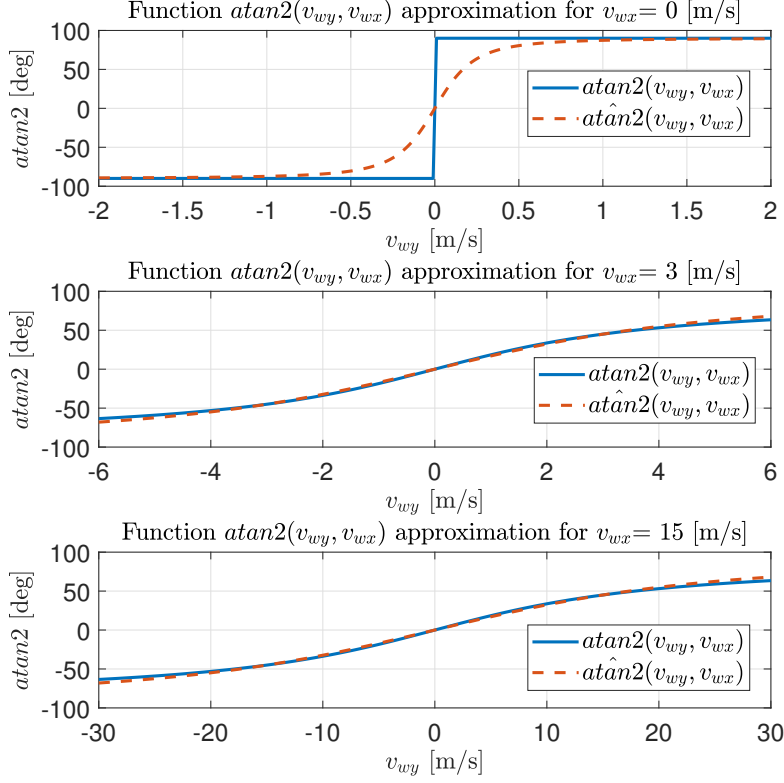 Function atan2(v_wy, v_wx) approximation for v_wx= 0 [m/s]
100
50
0
-50
-100
atan2 [deg]
atan2(v_wy, v_wx)
atân2(v_wy, v_wx)
-2 -1.5 -1 -0.5 0 0.5 1 1.5 2
v_wy [m/s]
Function atan2(v_wy, v_wx) approximation for v_wx= 3 [m/s]
100
50
0
-50
-100
atan2 [deg]
atan2(v_wy, v_wx)
atân2(v_wy, v_wx)
-6 -4 -2 0 2 4 6
v_wy [m/s]
Function atan2(v_wy, v_wx) approximation for v_wx= 15 [m/s]
100
50
0
-50
-100
atan2 [deg]
atan2(v_wy, v_wx)
atân2(v_wy, v_wx)
-30 -20 -10 0 10 20 30
v_wy [m/s]